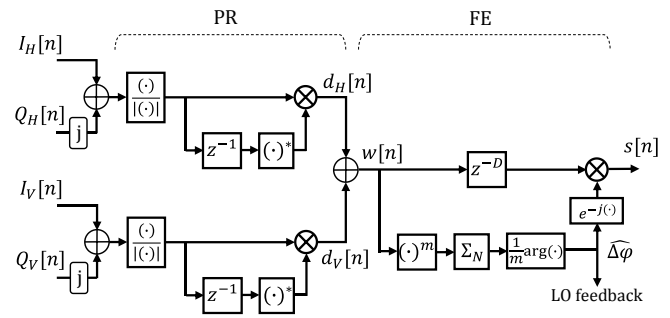 PR
FE
I_H[n]
Q_H[n]
j
(·)/|(·)|
z^{-1}
(·)^*
d_H[n]
I_V[n]
Q_V[n]
j
(·)/|(·)|
z^{-1}
(·)^*
d_V[n]
w[n]
z^{-D}
s[n]
e^{-j(·)}
(·)^m
Σ_N
1/m arg(·)
\widehat{Δφ}
LO feedback